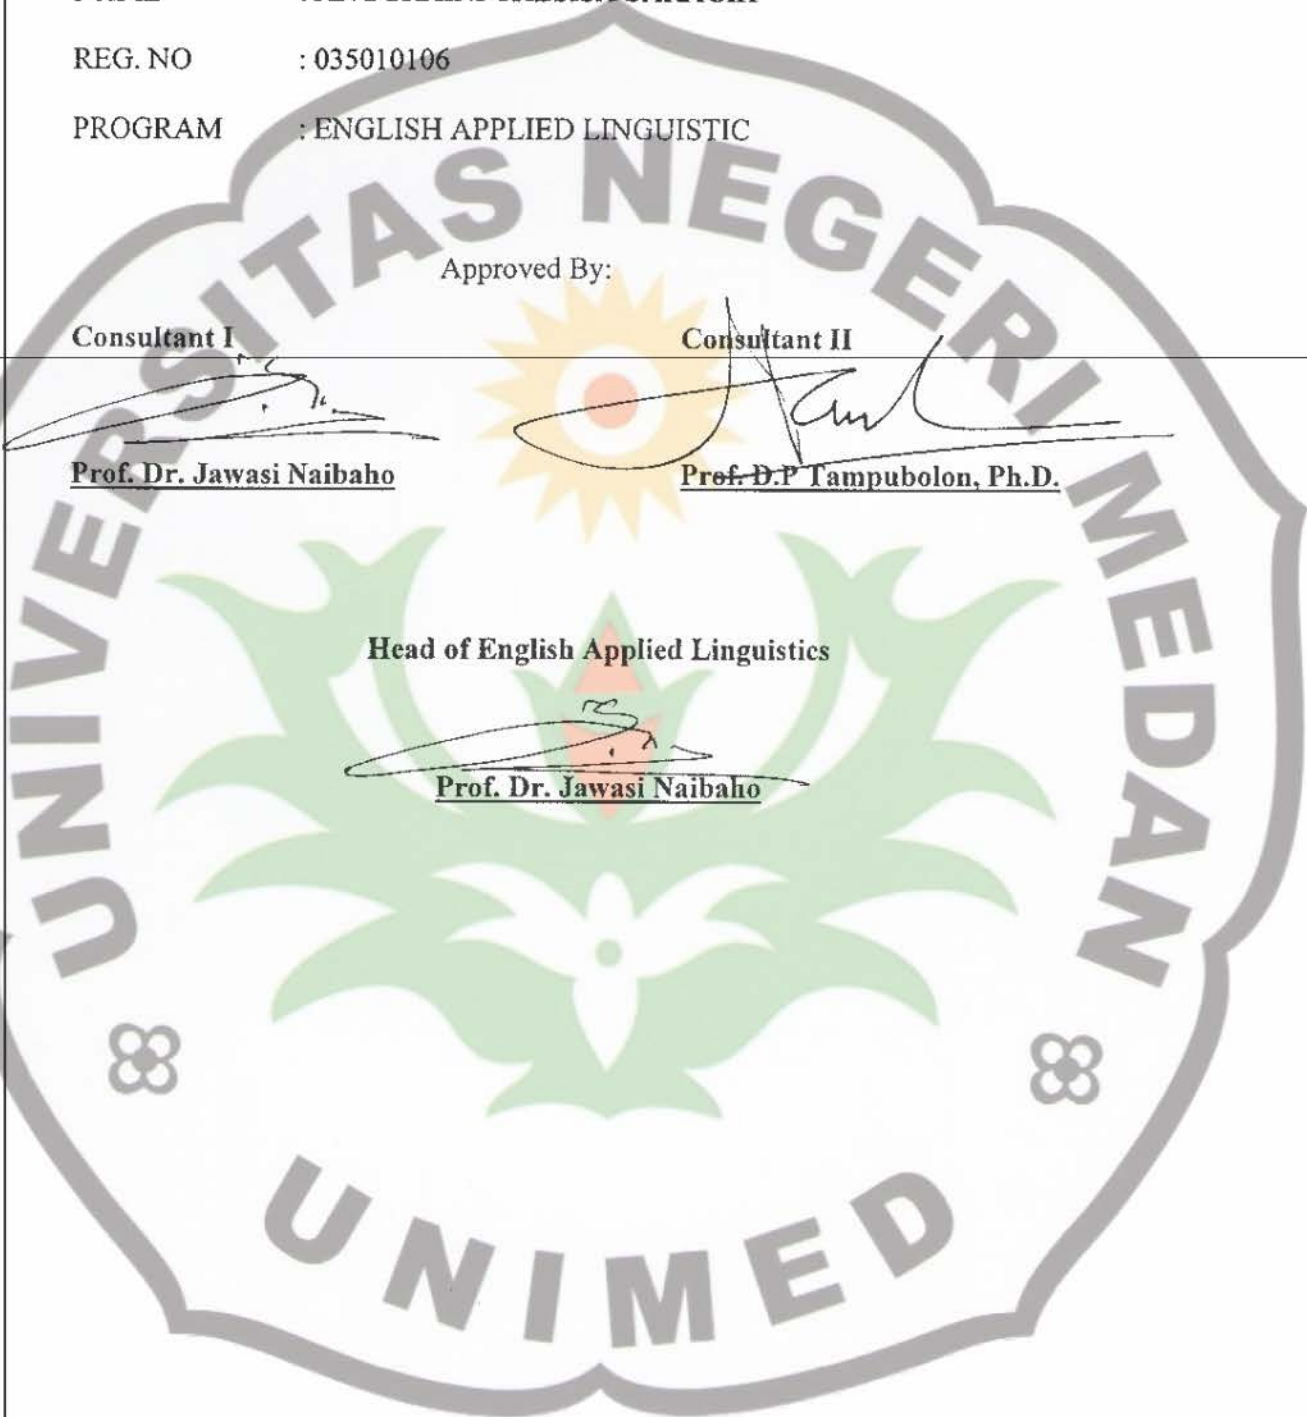 REG. NO : 035010106
PROGRAM : ENGLISH APPLIED LINGUISTIC
Approved By:
Consultant I Consultant II
Prof. Dr. Jawasi Naibaho Prof. D.P Tampubolon, Ph.D.
Head of English Applied Linguistics
Prof. Dr. Jawasi Naibaho
UNIVERSITAS NEGERI MEDAN
UNIMED